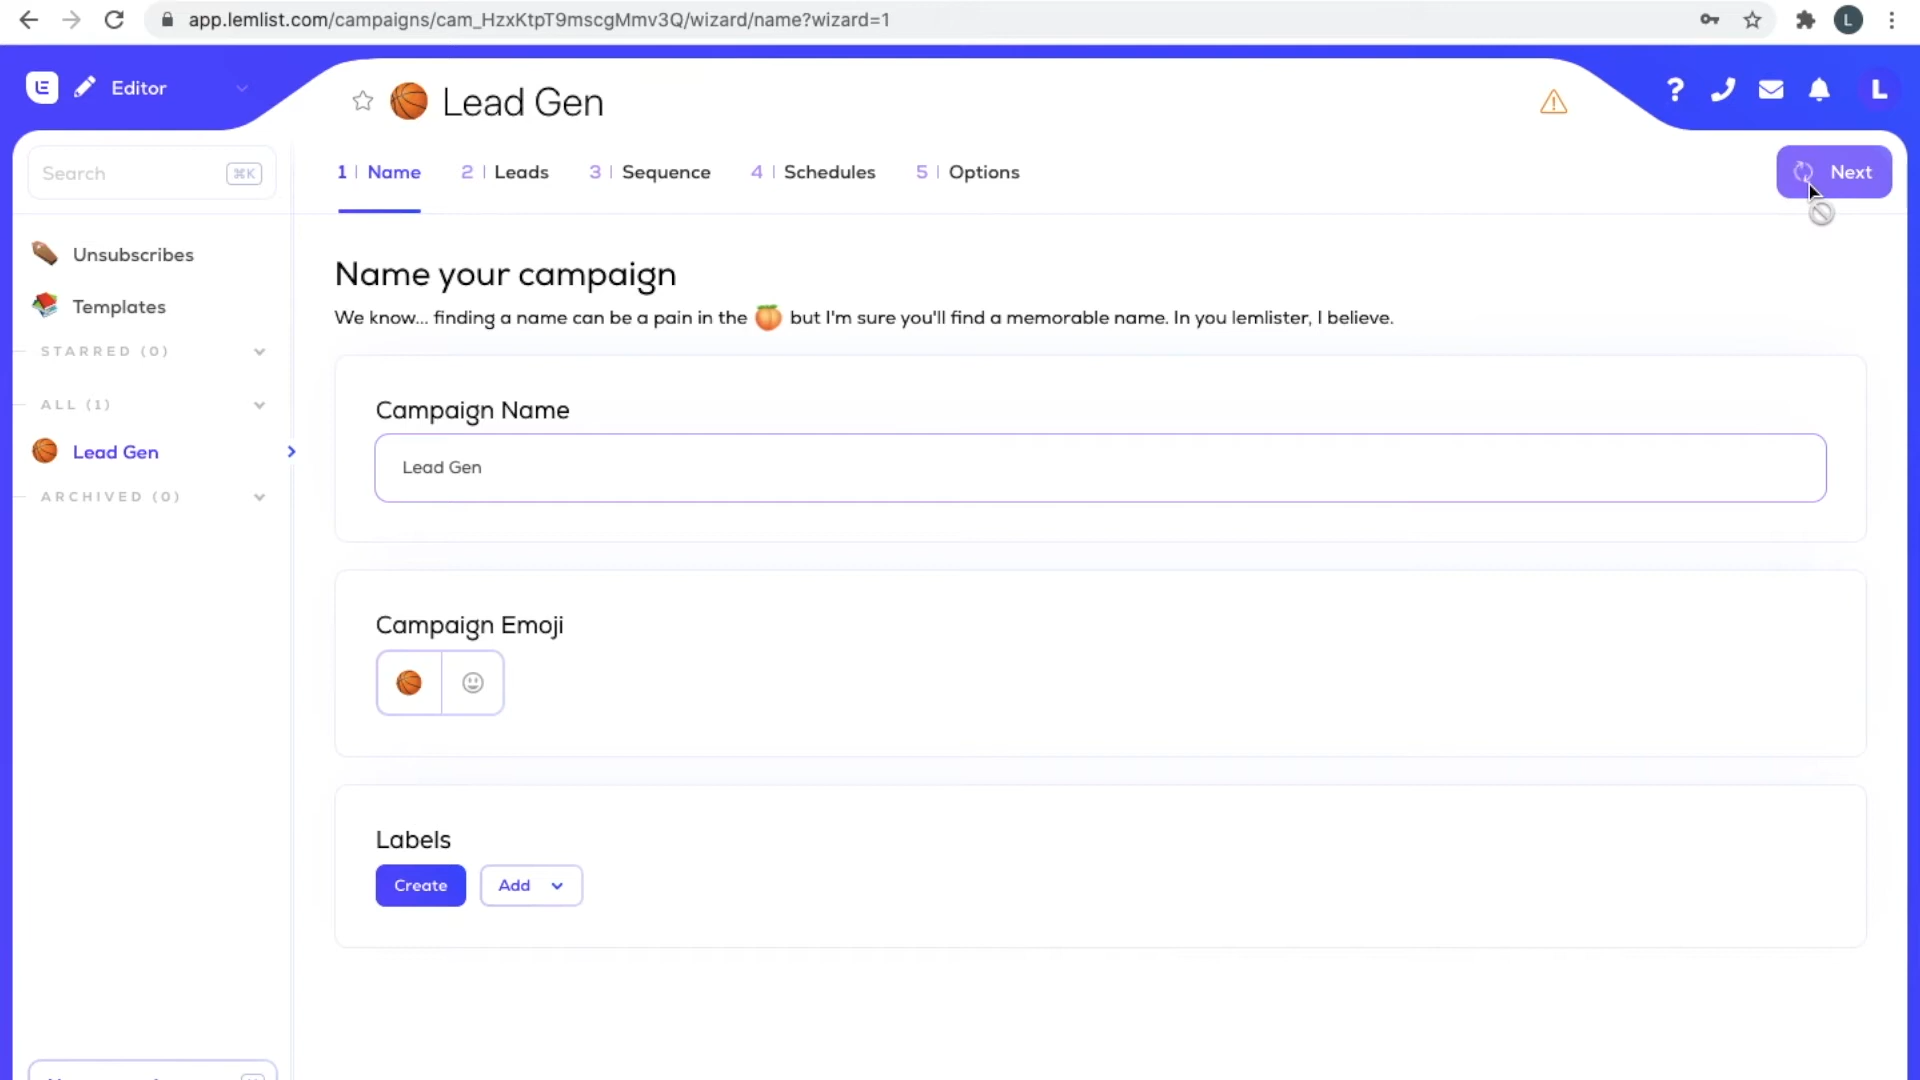 app.lemlist.com/campaigns/cam_HzxKtpT9mscgMmv3Q/wizard/name?wizard=1
L
Editor
Lead Gen
?
L
Search
⌘K
1 | Name
2 | Leads
3 | Sequence
4 | Schedules
5 | Options
Next
Unsubscribes
Templates
STARRED (0)
ALL (1)
Lead Gen
ARCHIVED (0)
Name your campaign
We know... finding a name can be a pain in the 🍑 but I'm sure you'll find a memorable name. In you lemlister, I believe.
Campaign Name
Lead Gen
Campaign Emoji
Labels
Create
Add